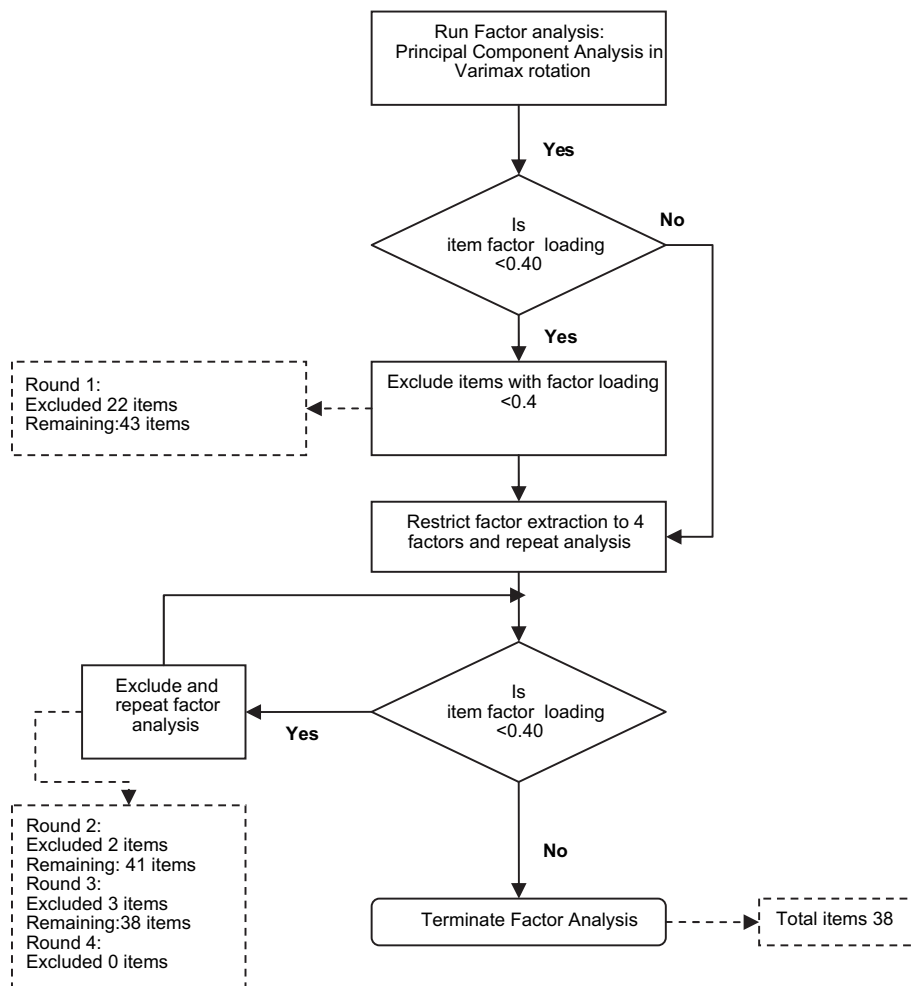 Run Factor analysis:
Principal Component Analysis in
Varimax rotation
Yes
Is
item factor loading
<0.40
No
Yes
Exclude items with factor loading
<0.4
Round 1:
Excluded 22 items
Remaining:43 items
Restrict factor extraction to 4
factors and repeat analysis
Is
item factor loading
<0.40
Yes
Exclude and
repeat factor
analysis
Round 2:
Excluded 2 items
Remaining: 41 items
Round 3:
Excluded 3 items
Remaining:38 items
Round 4:
Excluded 0 items
No
Terminate Factor Analysis
Total items 38